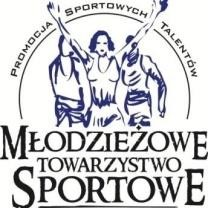 PROMOCJA SPORTOWYCH TALENTÓW
MŁODZIEŻOWE
TOWARZYSTWO
SPORTOWE